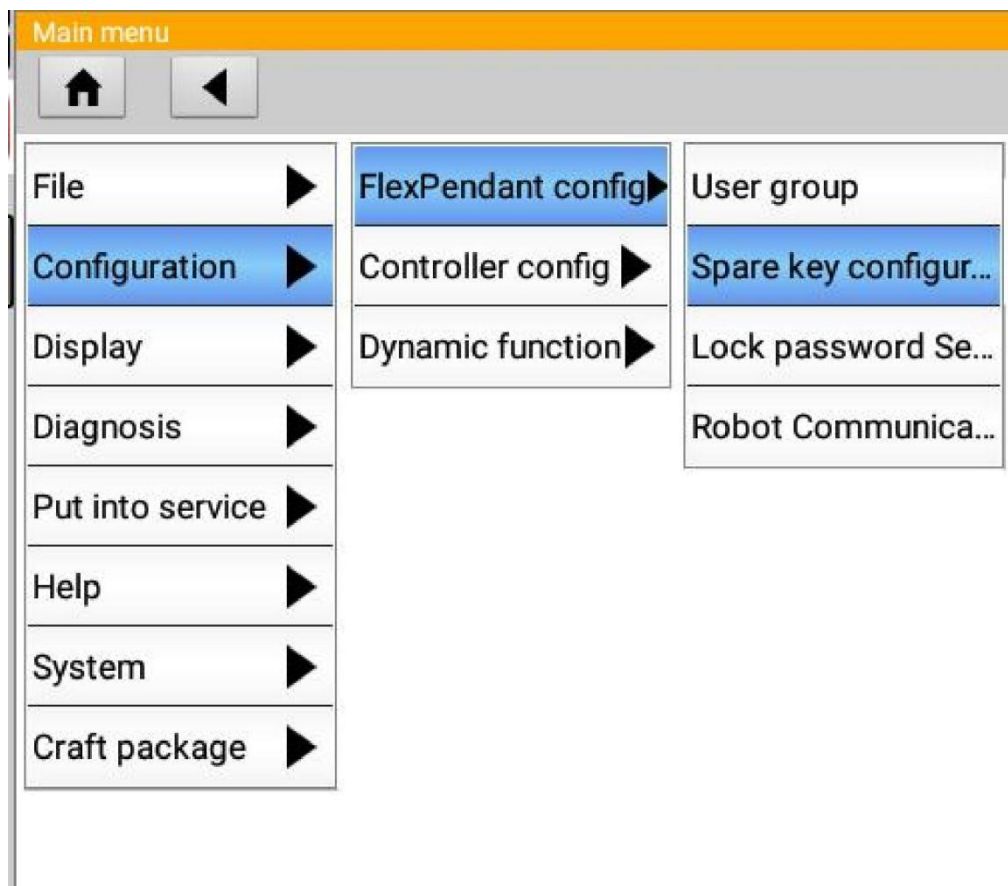 Main menu
File
Configuration
Display
Diagnosis
Put into service
Help
System
Craft package
FlexPendant config
Controller config
Dynamic function
User group
Spare key configur...
Lock password Se...
Robot Communica...